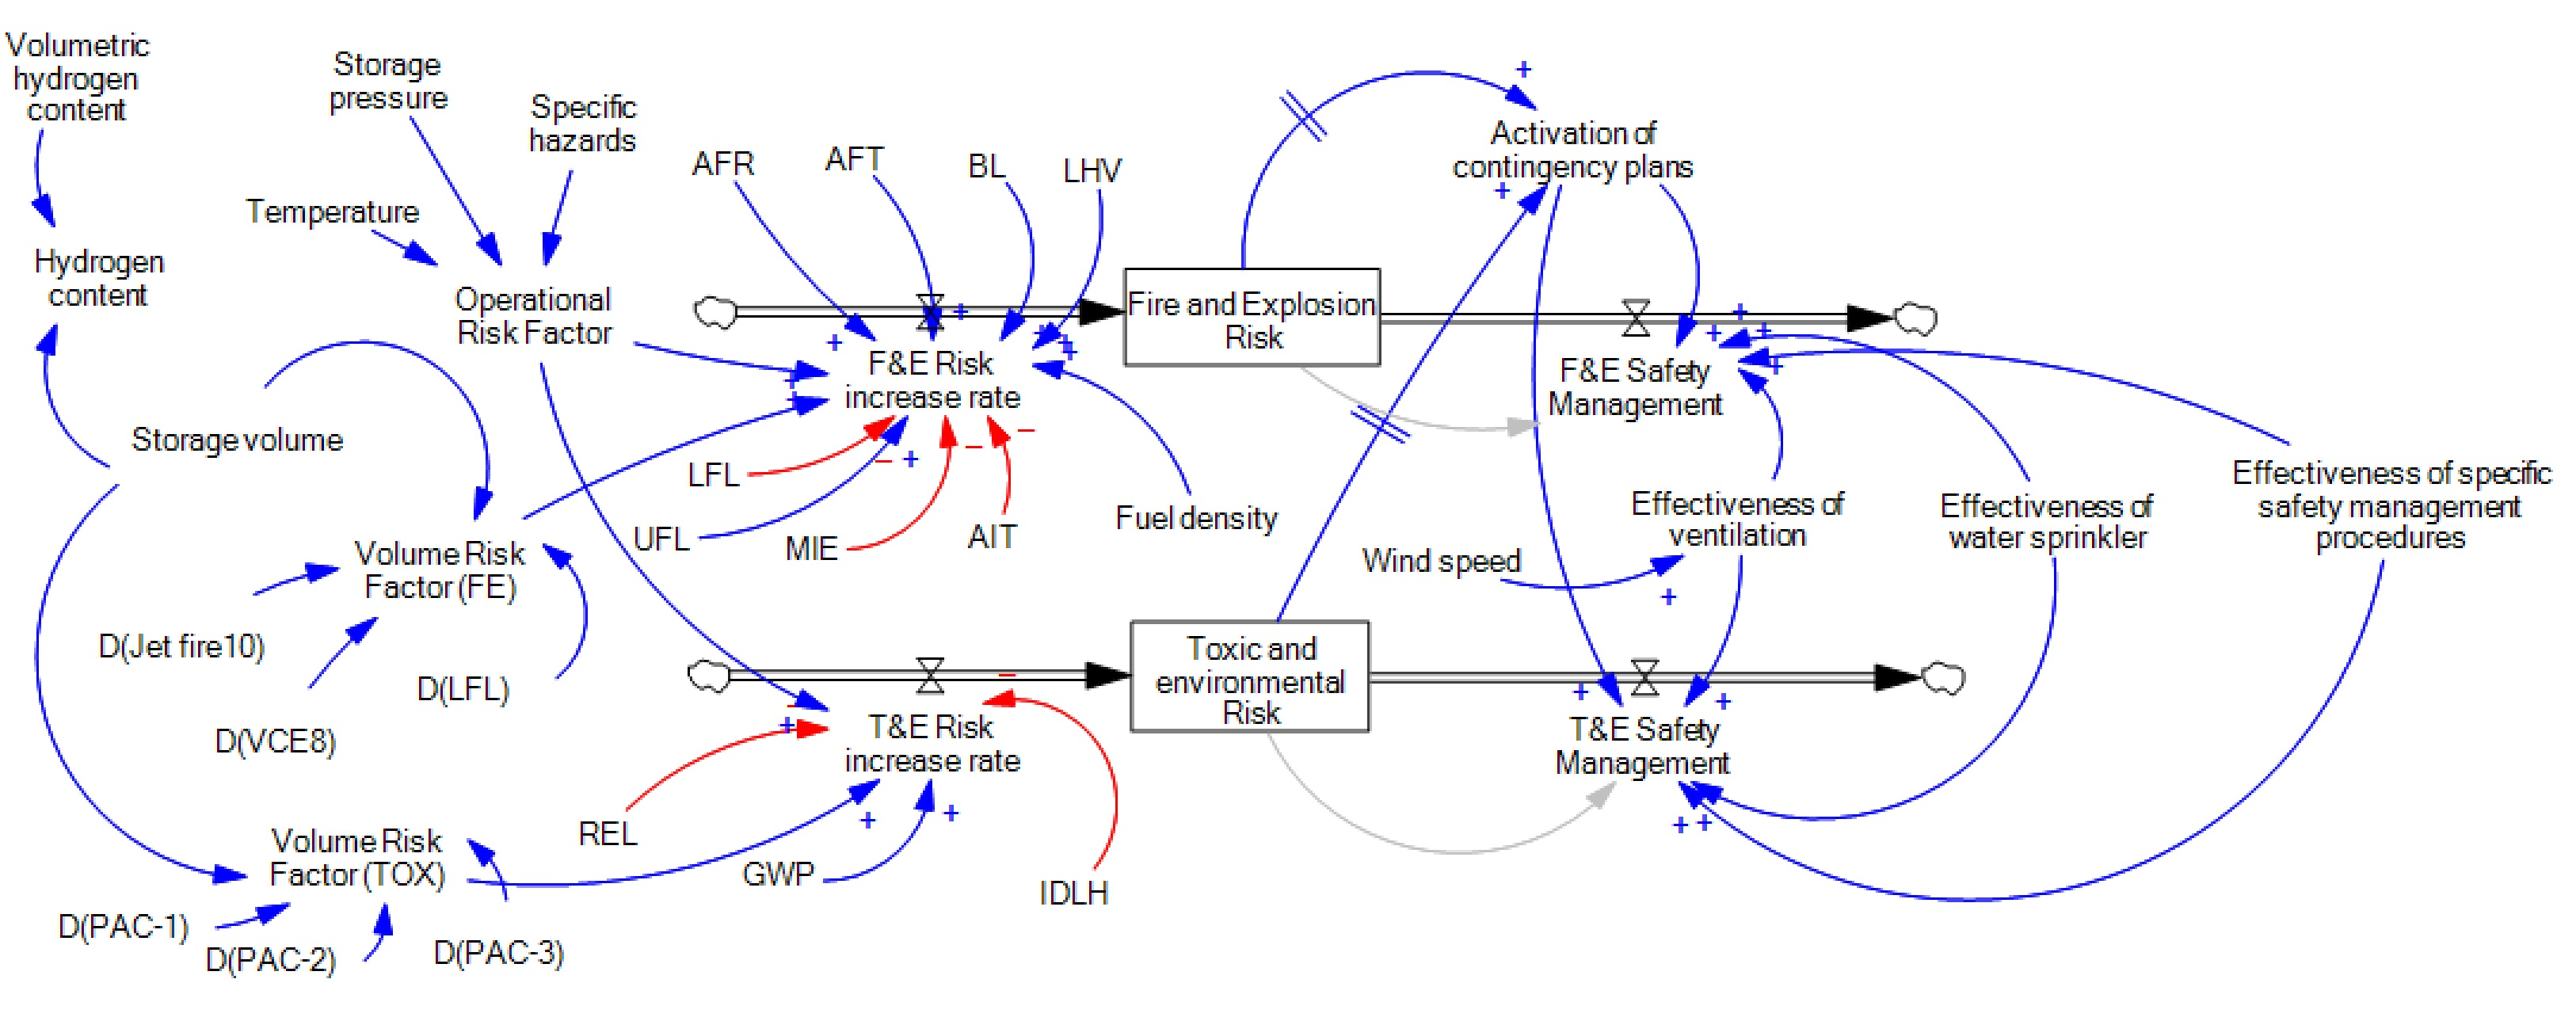 Volumetric
hydrogen
content
Storage
pressure
Specific
hazards
Temperature
Hydrogen
content
Operational
Risk Factor
AFR
AFT
BL
LHV
Activation of
contingency plans
Fire and Explosion
Risk
F&E Risk
increase rate
F&E Safety
Management
Storage volume
LFL
UFL
MIE
AIT
Fuel density
Wind speed
Effectiveness of
ventilation
Effectiveness of
water sprinkler
Effectiveness of specific
safety management
procedures
Volume Risk
Factor (FE)
D(Jet fire10)
D(VCE8)
D(LFL)
Toxic and
environmental
Risk
T&E Risk
increase rate
T&E Safety
Management
REL
GWP
IDLH
Volume Risk
Factor (TOX)
D(PAC-1)
D(PAC-2)
D(PAC-3)